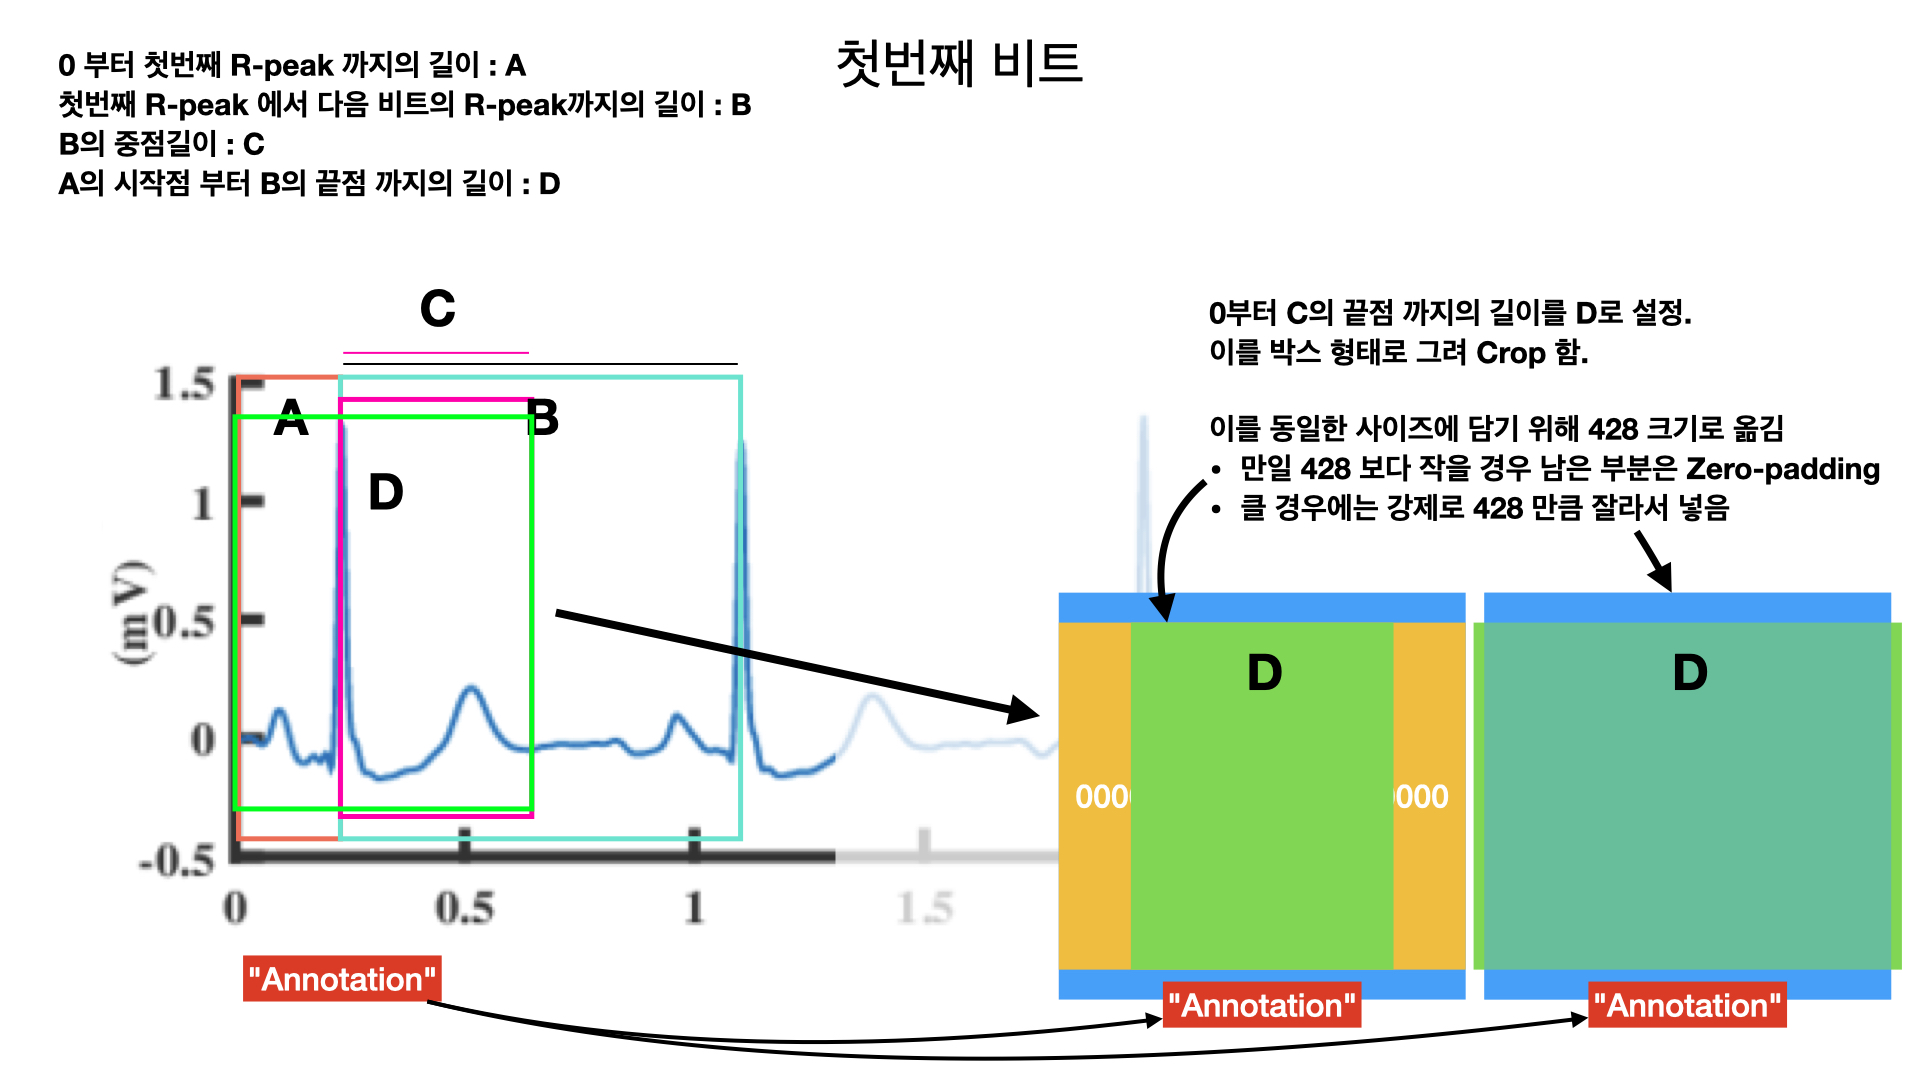 첫번째 비트
0 부터 첫번째 R-peak 까지의 길이 : A
첫번째 R-peak 에서 다음 비트의 R-peak까지의 길이 : B
B의 중점길이 : C
A의 시작점 부터 B의 끝점 까지의 길이 : D
C
A
B
D
1.5
1
0.5
0
-0.5
(mV)
0
0.5
1
1.5
"Annotation"
0부터 C의 끝점 까지의 길이를 D로 설정.
이를 박스 형태로 그려 Crop 함.
이를 동일한 사이즈에 담기 위해 428 크기로 옮김
• 만일 428 보다 작을 경우 남은 부분은 Zero-padding
• 클 경우에는 강제로 428 만큼 잘라서 넣음
D
000
0000
"Annotation"
D
"Annotation"